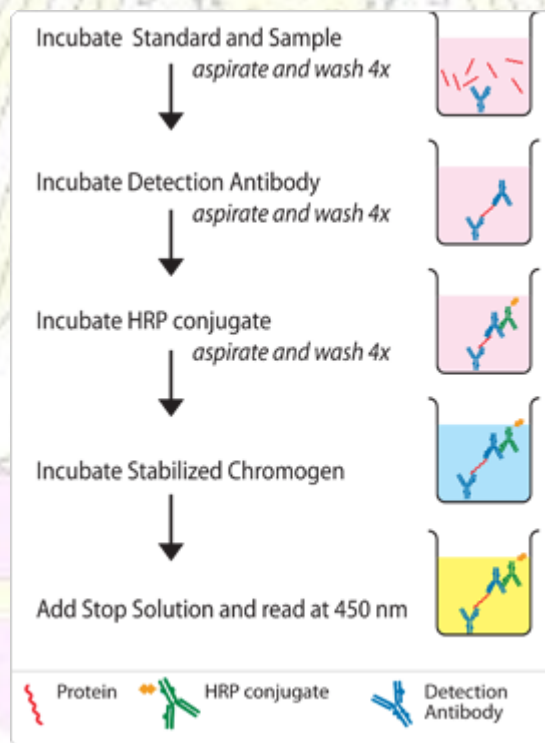 Incubate Standard and Sample
aspirate and wash 4x
Incubate Detection Antibody
aspirate and wash 4x
Incubate HRP conjugate
aspirate and wash 4x
Incubate Stabilized Chromogen
Add Stop Solution and read at 450 nm
Protein
HRP conjugate
Detection
Antibody